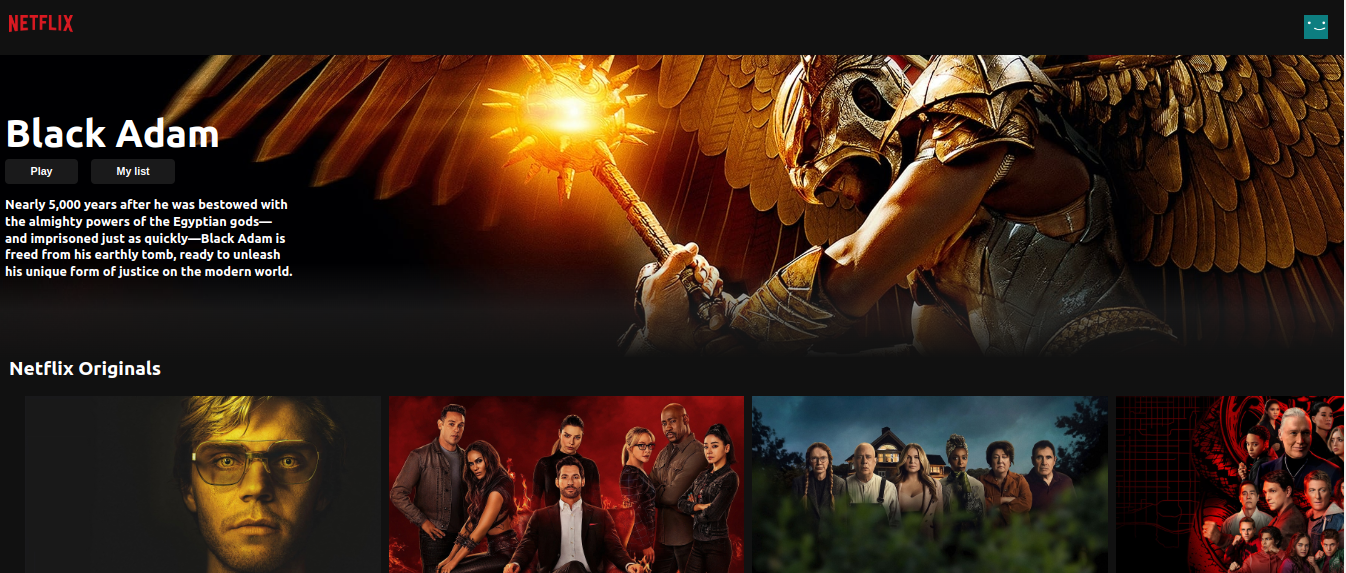 NETFLIX
Black Adam
Play My list
Nearly 5,000 years after he was bestowed with
the almighty powers of the Egyptian gods—
and imprisoned just as quickly—Black Adam is
freed from his earthly tomb, ready to unleash
his unique form of justice on the modern world.
Netflix Originals